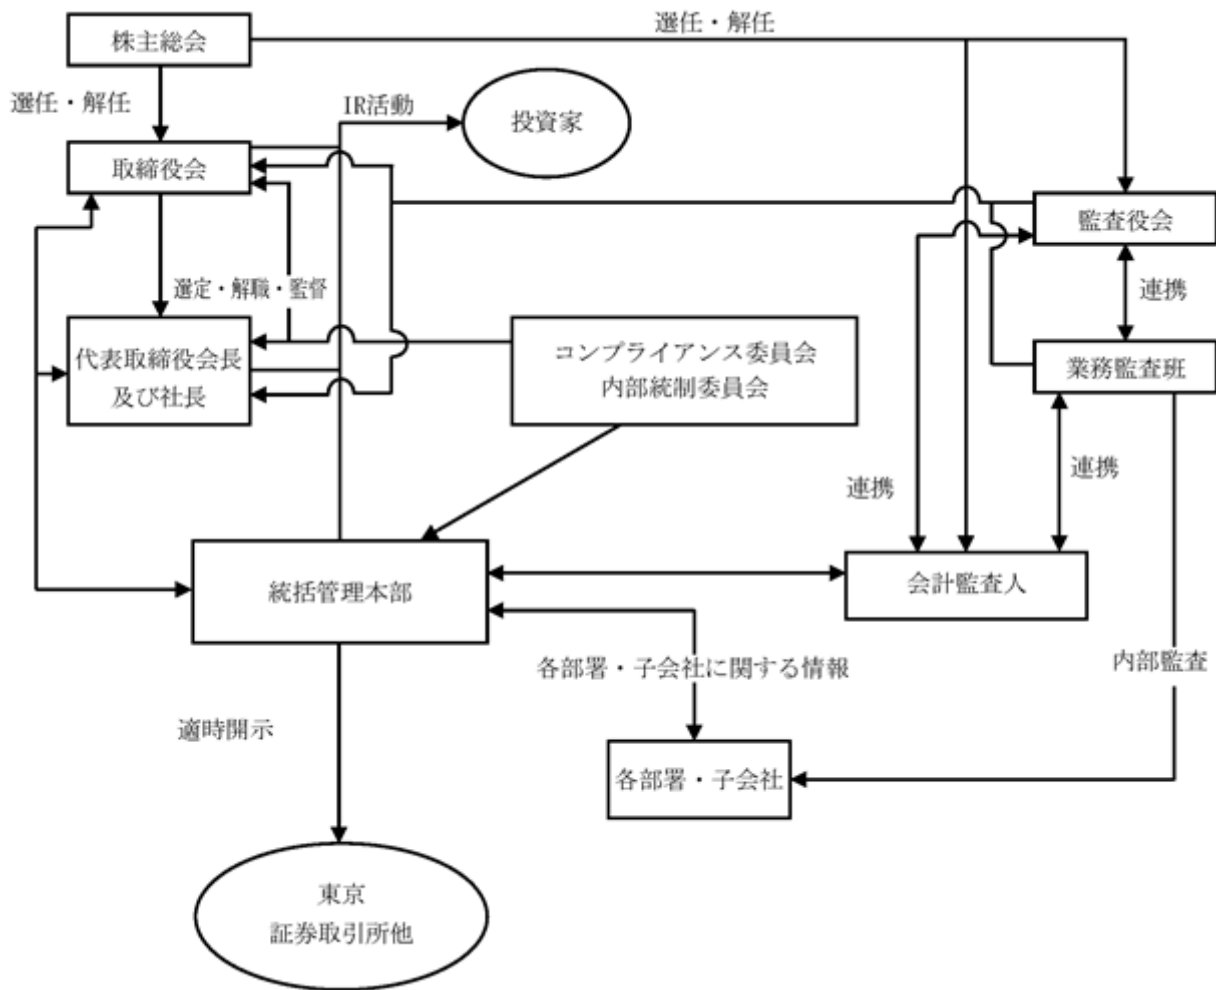 選任・解任
株主総会
選任・解任
IR活動
投資家
取締役会
監査役会
選定・解職・監督
連携
代表取締役会長
及び社長
コンプライアンス委員会
内部統制委員会
業務監査班
連携
連携
統括管理本部
会計監査人
各部署・子会社に関する情報
内部監査
適時開示
各部署・子会社
東京
証券取引所他